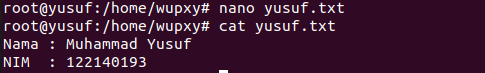 root@yusuf:/home/wupxy# nano yusuf.txt
root@yusuf:/home/wupxy# cat yusuf.txt
Nama : Muhammad Yusuf
NIM  : 122140193